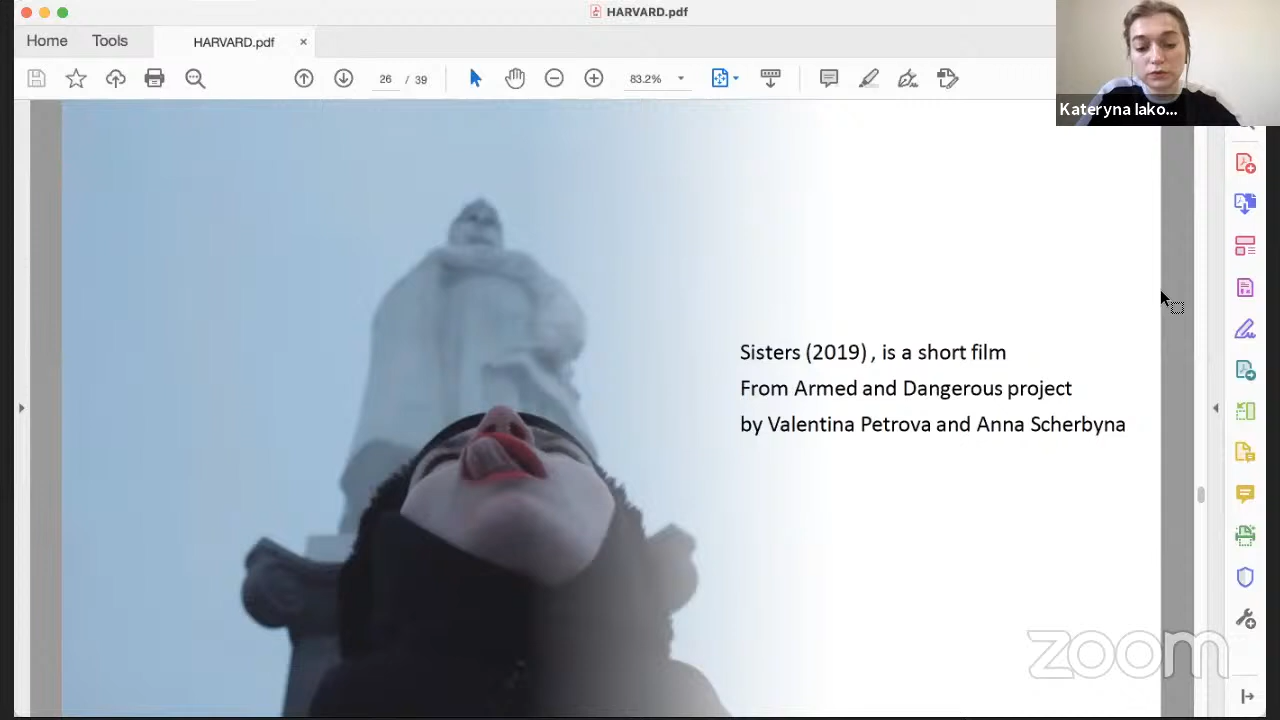 HARVARD.pdf
Home Tools HARVARD.pdf ×
26 / 39 83.2%
Kateryna Iako...
Sisters (2019) , is a short film
From Armed and Dangerous project
by Valentina Petrova and Anna Scherbyna
zoom